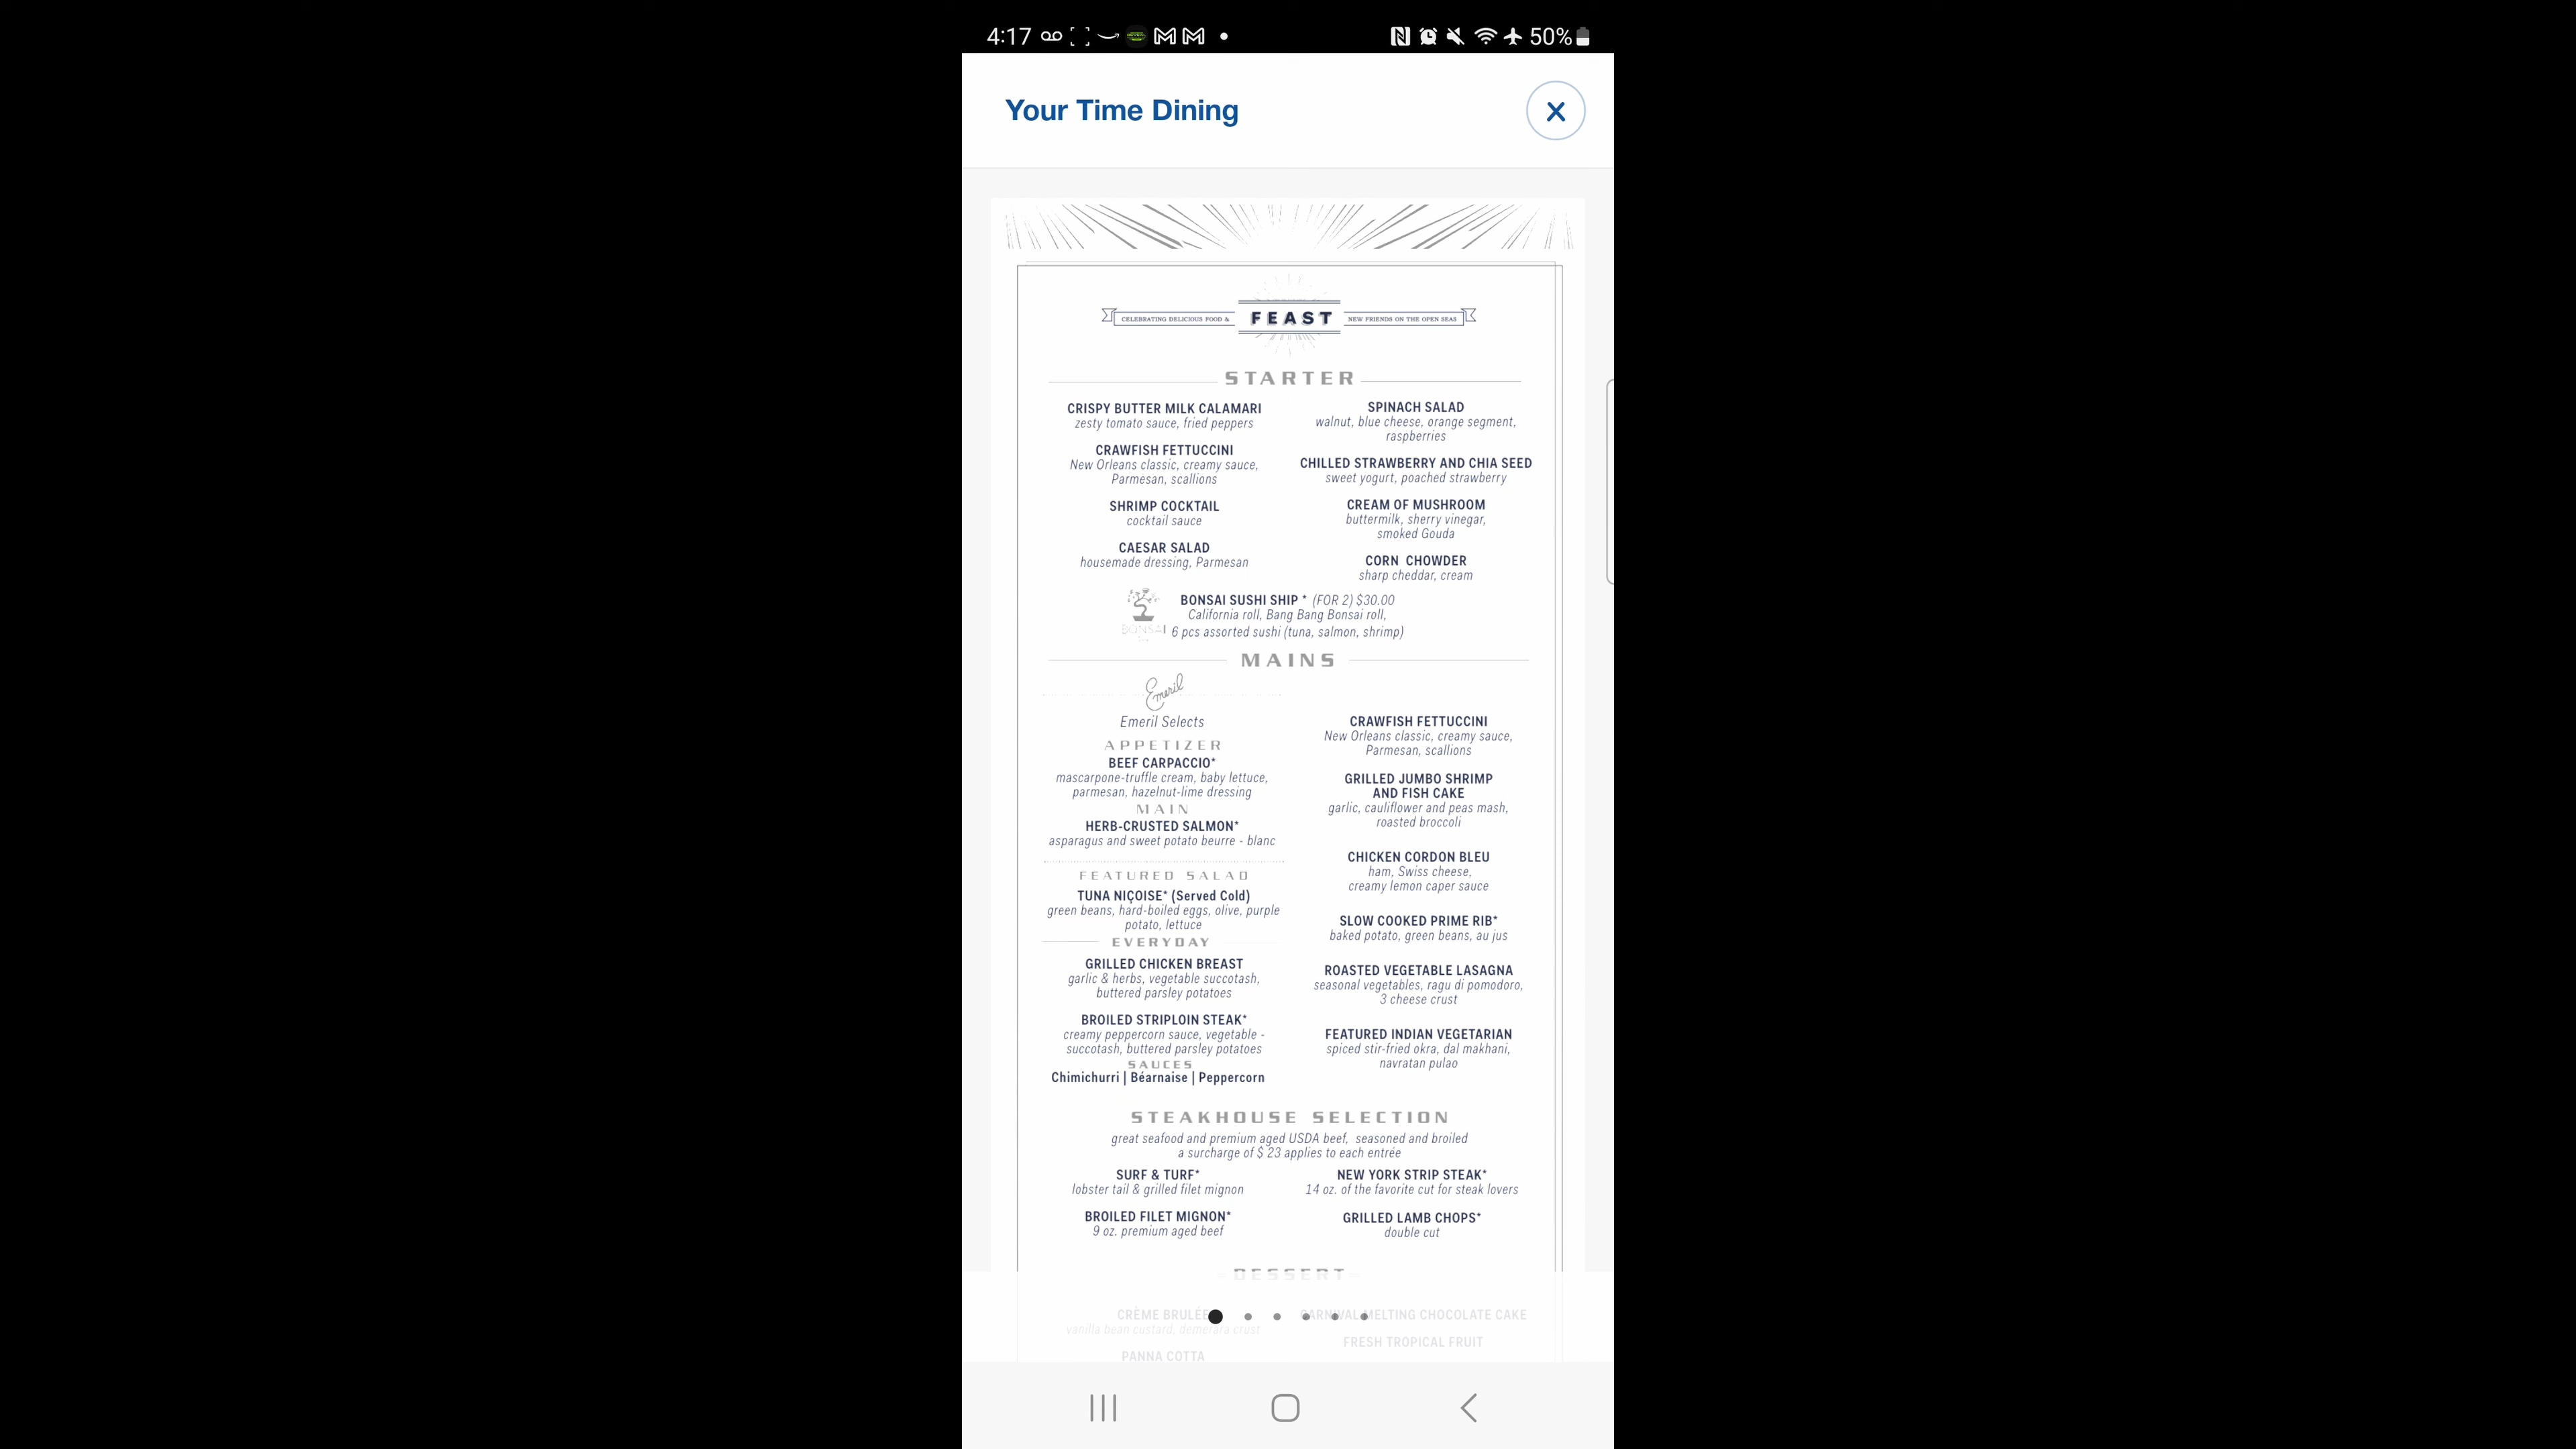 4:17
50%
Your Time Dining
CELEBRATING DELICIOUS FOOD &
FEAST
NEW FRIENDS ON THE OPEN SEAS
STARTER
CRISPY BUTTER MILK CALAMARI
zesty tomato sauce, fried peppers
CRAWFISH FETTUCCINI
New Orleans classic, creamy sauce,
Parmesan, scallions
SHRIMP COCKTAIL
cocktail sauce
CAESAR SALAD
housemade dressing, Parmesan
SPINACH SALAD
walnut, blue cheese, orange segment,
raspberries
CHILLED STRAWBERRY AND CHIA SEED
sweet yogurt, poached strawberry
CREAM OF MUSHROOM
buttermilk, sherry vinegar,
smoked Gouda
CORN CHOWDER
sharp cheddar, cream
BONSAI
BONSAI SUSHI SHIP * (FOR 2) $30.00
California roll, Bang Bang Bonsai roll,
6 pcs assorted sushi (tuna, salmon, shrimp)
MAINS
Emeril
Emeril Selects
APPETIZER
BEEF CARPACCIO*
mascarpone-truffle cream, baby lettuce,
parmesan, hazelnut-lime dressing
MAIN
HERB-CRUSTED SALMON*
asparagus and sweet potato beurre - blanc
FEATURED SALAD
TUNA NIÇOISE* (Served Cold)
green beans, hard-boiled eggs, olive, purple
potato, lettuce
EVERYDAY
GRILLED CHICKEN BREAST
garlic & herbs, vegetable succotash,
buttered parsley potatoes
BROILED STRIPLOIN STEAK*
creamy peppercorn sauce, vegetable -
succotash, buttered parsley potatoes
SAUCES
Chimichurri | Béarnaise | Peppercorn
CRAWFISH FETTUCCINI
New Orleans classic, creamy sauce,
Parmesan, scallions
GRILLED JUMBO SHRIMP
AND FISH CAKE
garlic, cauliflower and peas mash,
roasted broccoli
CHICKEN CORDON BLEU
ham, Swiss cheese,
creamy lemon caper sauce
SLOW COOKED PRIME RIB*
baked potato, green beans, au jus
ROASTED VEGETABLE LASAGNA
seasonal vegetables, ragu di pomodoro,
3 cheese crust
FEATURED INDIAN VEGETARIAN
spiced stir-fried okra, dal makhani,
navratan pulao
STEAKHOUSE SELECTION
great seafood and premium aged USDA beef, seasoned and broiled
a surcharge of $ 23 applies to each entrée
SURF & TURF*
lobster tail & grilled filet mignon
BROILED FILET MIGNON*
9 oz. premium aged beef
NEW YORK STRIP STEAK*
14 oz. of the favorite cut for steak lovers
GRILLED LAMB CHOPS*
double cut
DESSERT
CRÈME BRULÉE
vanilla bean custard, demerara crust
PANNA COTTA
CARNIVAL MELTING CHOCOLATE CAKE
FRESH TROPICAL FRUIT